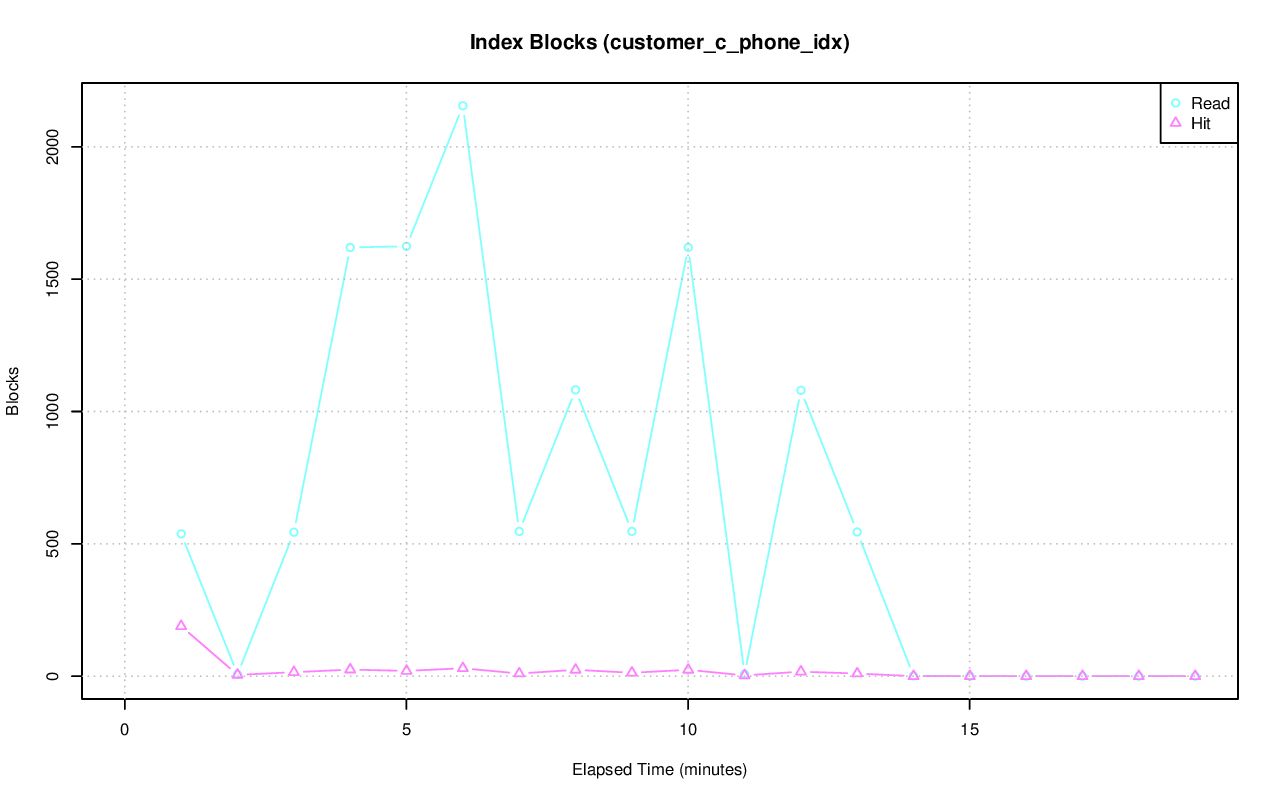 Index Blocks (customer_c_phone_idx)
Read
Hit
2000
1500
1000
500
0
Blocks
0 5 10 15
Elapsed Time (minutes)